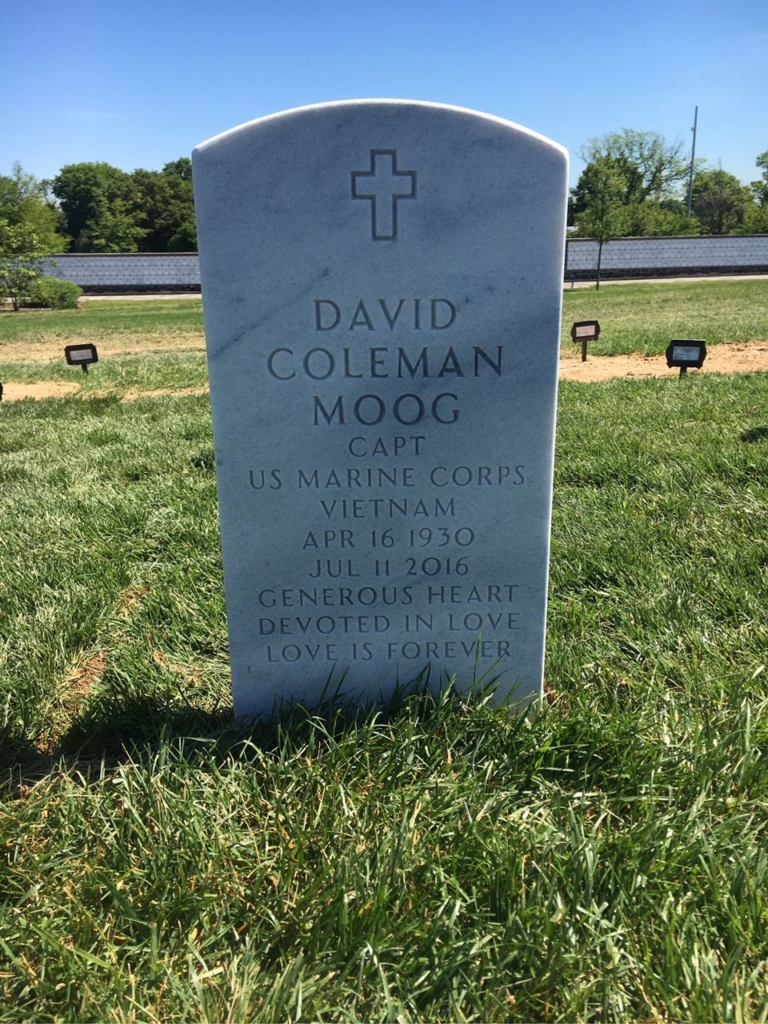 DAVID
COLEMAN
MOOG
CAPT
US MARINE CORPS
VIETNAM
APR 16 1930
JUL 11 2016
GENEROUS HEART
DEVOTED IN LOVE
LOVE IS FOREVER